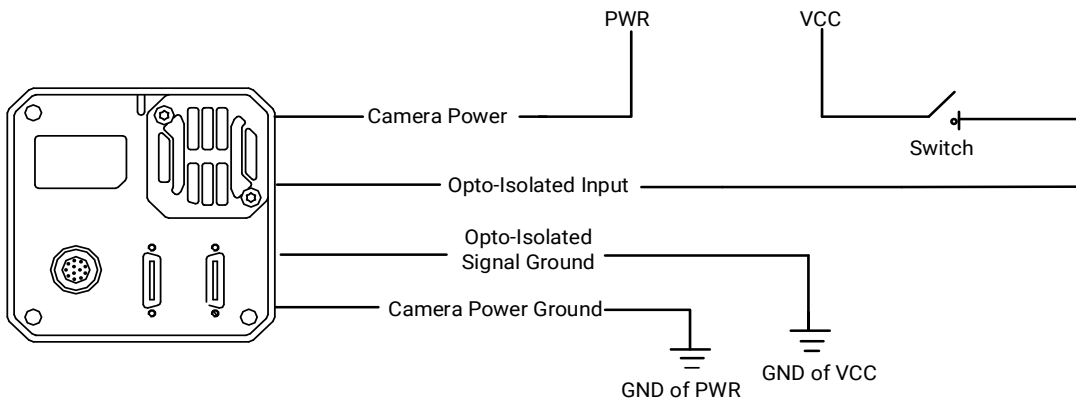 PWR
VCC
Camera Power
Switch
Opto-Isolated Input
Opto-Isolated
Signal Ground
Camera Power Ground
GND of VCC
GND of PWR